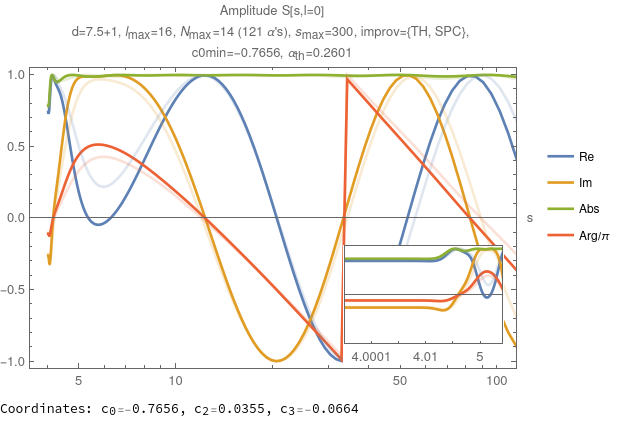 Amplitude S[s,l=0]
d=7.5+1, lmax=16, Nmax=14 (121 α's), smax=300, improv={TH, SPC},
c0min=−0.7656, αth=0.2601
1.0
0.5
0.0
−0.5
−1.0
s
Re
Im
Abs
Arg/π
4.0001 4.01 5
5 10 50 100
Coordinates: c0=-0.7656, c2=0.0355, c3=-0.0664